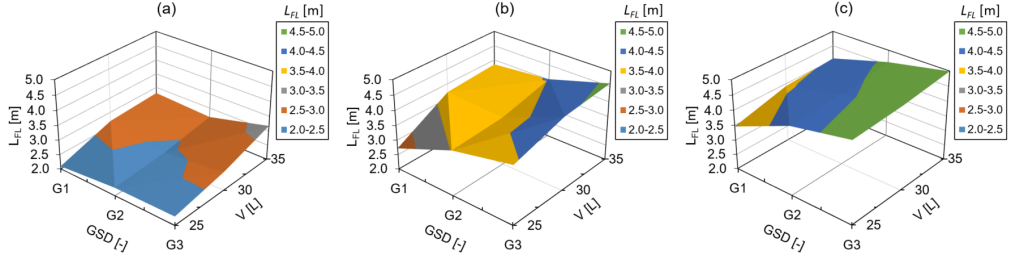 (a)
L_FL [m]
4.5-5.0
4.0-4.5
3.5-4.0
3.0-3.5
2.5-3.0
2.0-2.5
5.0
4.5
4.0
3.5
3.0
2.5
2.0
L_FL [m]
G1
G2
G3
GSD [-]
25
30
35
V [L]
(b)
L_FL [m]
4.5-5.0
4.0-4.5
3.5-4.0
3.0-3.5
2.5-3.0
2.0-2.5
5.0
4.5
4.0
3.5
3.0
2.5
2.0
L_FL [m]
G1
G2
G3
GSD [-]
25
30
35
V [L]
(c)
L_FL [m]
4.5-5.0
4.0-4.5
3.5-4.0
3.0-3.5
2.5-3.0
2.0-2.5
5.0
4.5
4.0
3.5
3.0
2.5
2.0
L_FL [m]
G1
G2
G3
GSD [-]
25
30
35
V [L]